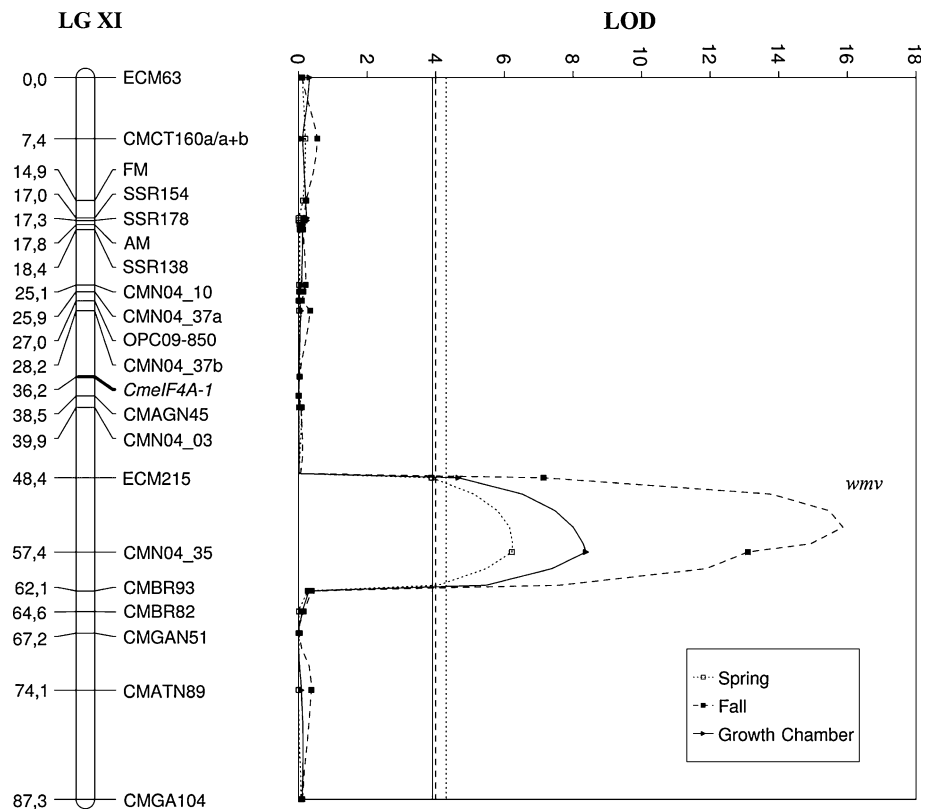 LG XI
LOD
0 2 4 6 8 10 12 14 16 18
0,0 ECM63
7,4 CMCT160a/a+b
14,9 FM
17,0 SSR154
17,3 SSR178
17,8 AM
18,4 SSR138
25,1 CMN04_10
25,9 CMN04_37a
27,0 OPC09-850
28,2 CMN04_37b
36,2 CmeIF4A-1
38,5 CMAGN45
39,9 CMN04_03
48,4 ECM215
wmv
57,4 CMN04_35
62,1 CMBR93
64,6 CMBR82
67,2 CMGAN51
74,1 CMATN89
87,3 CMGA104
Spring
Fall
Growth Chamber